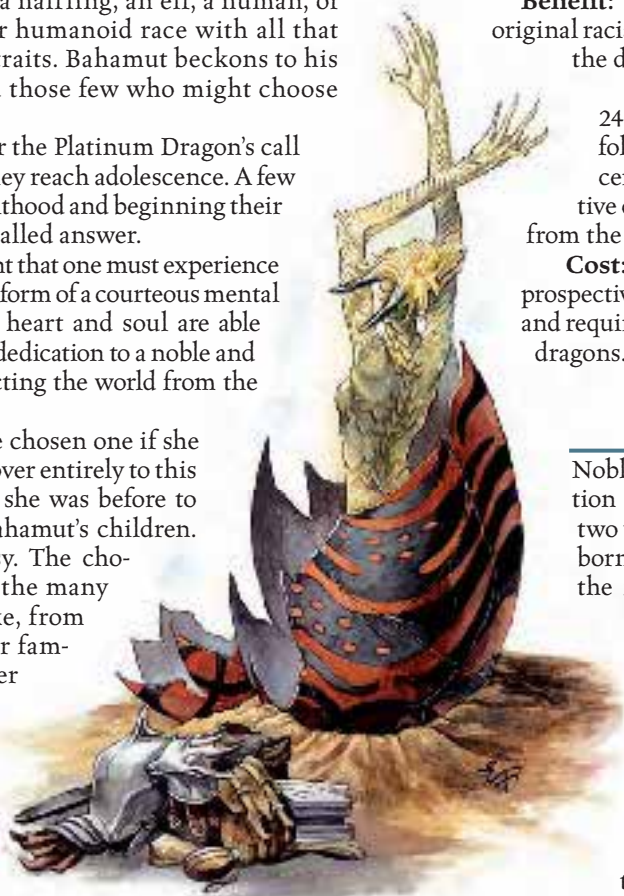 a halfling, an elf, a human, or
r humanoid race with all that
raits. Bahamut beckons to his
those few who might choose
r the Platinum Dragon's call
ney reach adolescence. A few
lthood and beginning their
alled answer.
nt that one must experience
form of a courteous mental
heart and soul are able
dedication to a noble and
cting the world from the
e chosen one if she
over entirely to this
she was before to
ahamut's children.
sy. The cho-
the many
ke, from
r fam-
er
Benefit:
original racia
the d
24
fol
cer
tive
from the
Cost:
prospectiv
and requir
dragons.
Nobl
tion
two
born
the
t